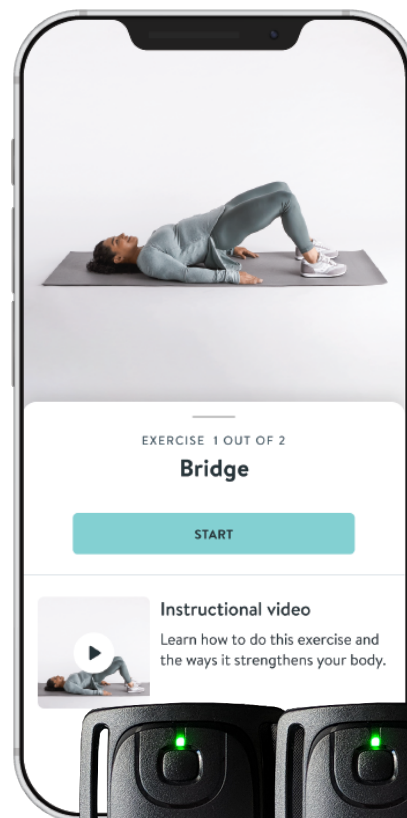 EXERCISE 1 OUT OF 2
Bridge
START
Instructional video
Learn how to do this exercise and
the ways it strengthens your body.